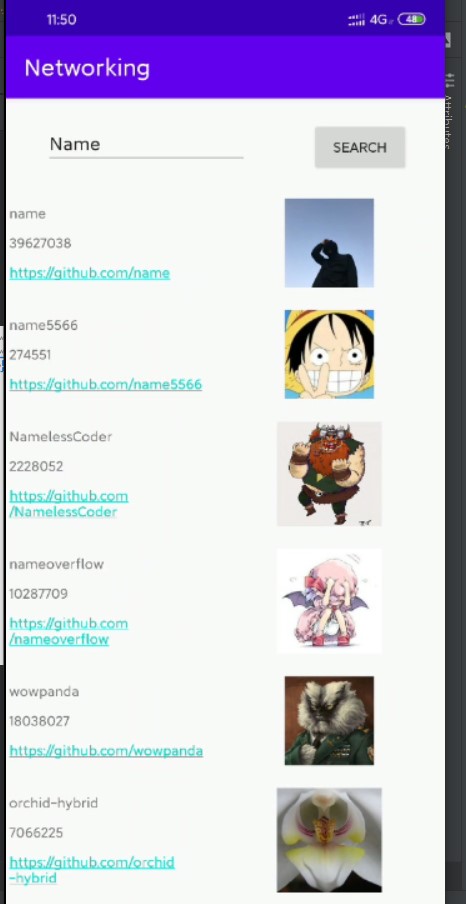 11:50
4G 48
Networking
Attributes
Name
SEARCH
name
39627038
https://github.com/name
name5566
274551
https://github.com/name5566
NamelessCoder
2228052
https://github.com
/NamelessCoder
nameoverflow
10287709
https://github.com
/nameoverflow
wowpanda
18038027
https://github.com/wowpanda
orchid-hybrid
7066225
https://github.com/orchid
-hybrid